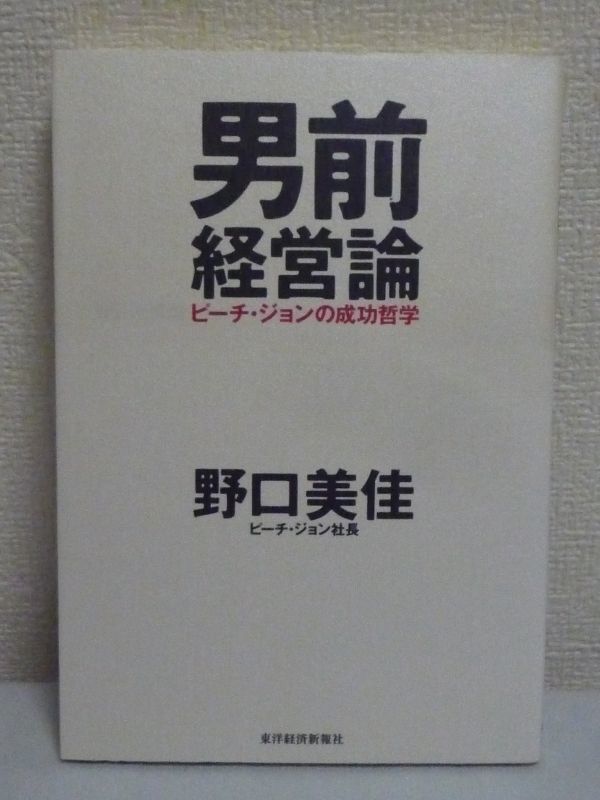 男前
経営論
ピーチ・ジョンの成功哲学
野口美佳
ピーチ・ジョン社長
東洋経済新報社